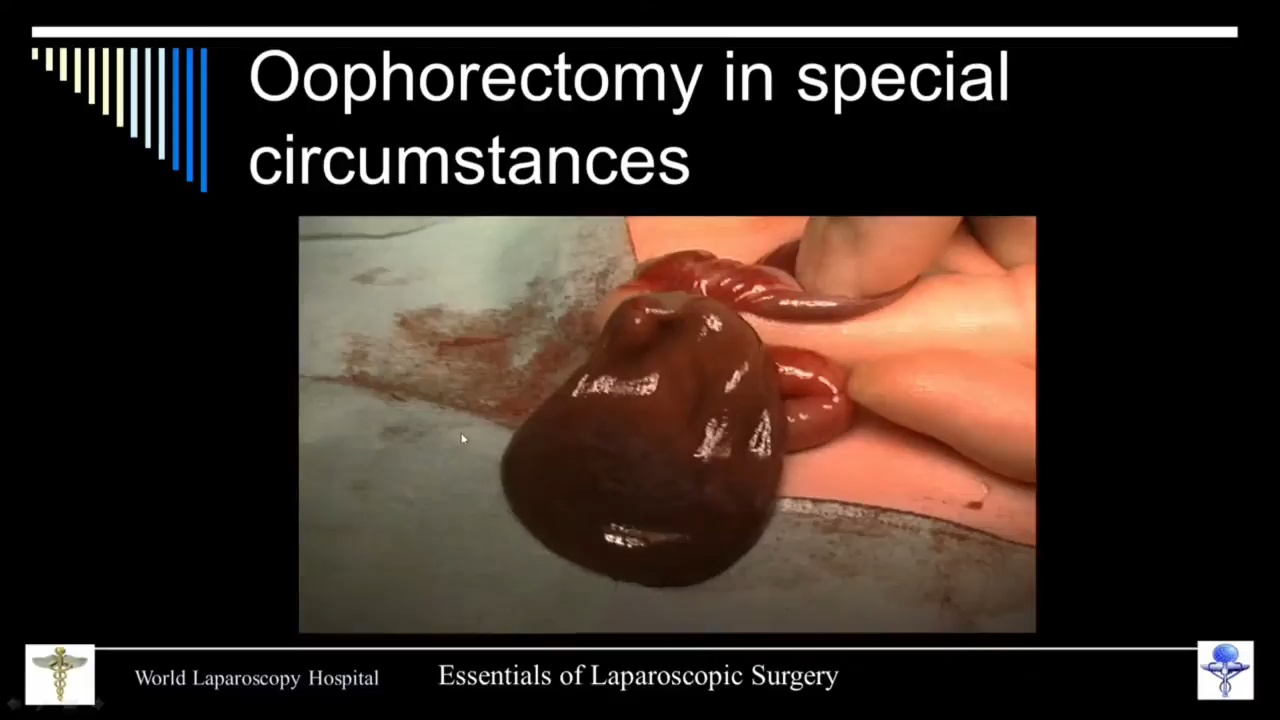 Oophorectomy in special
circumstances
World Laparoscopy Hospital
Essentials of Laparoscopic Surgery